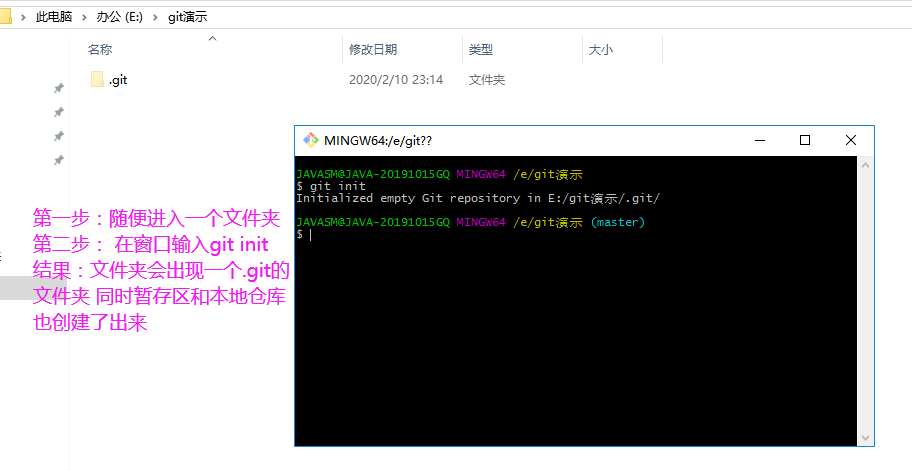 此电脑 > 办公 (E:) > git演示
名称 修改日期 类型 大小
.git 2020/2/10 23:14 文件夹
MINGW64:/e/git??
JAVASM@JAVA-20191015GQ MINGW64 /e/git演示
$ git init
Initialized empty Git repository in E:/git演示/.git/
JAVASM@JAVA-20191015GQ MINGW64 /e/git演示 (master)
$
第一步：随便进入一个文件夹
第二步： 在窗口输入git init
结果：文件夹会出现一个.git的
文件夹 同时暂存区和本地仓库
也创建了出来